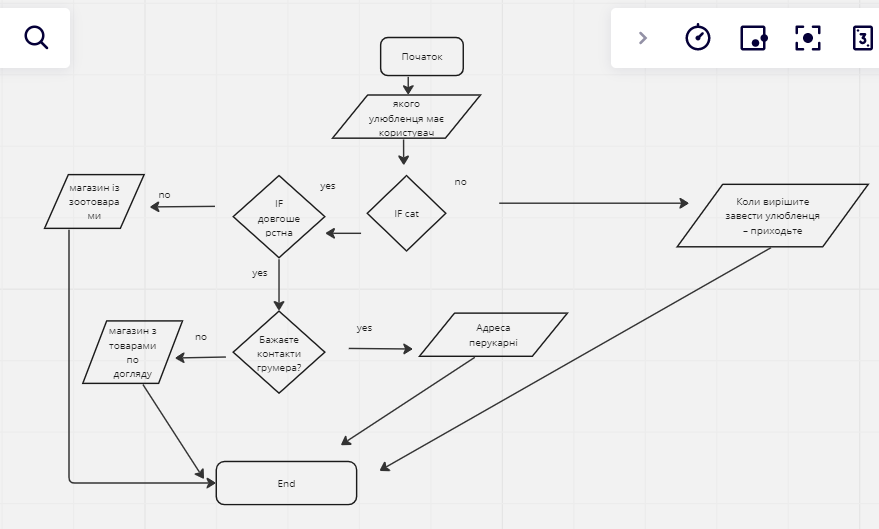 Початок
якого
улюбленця має
користувач
yes
no
IF cat
IF
довгоше
рстна
no
магазин із
зоотовара
ми
Коли вирішите
завести улюбленця
– приходьте
yes
Бажаєте
контакти
грумера?
no
магазин з
товарами
по
догляду
yes
Адреса
перукарні
End
3